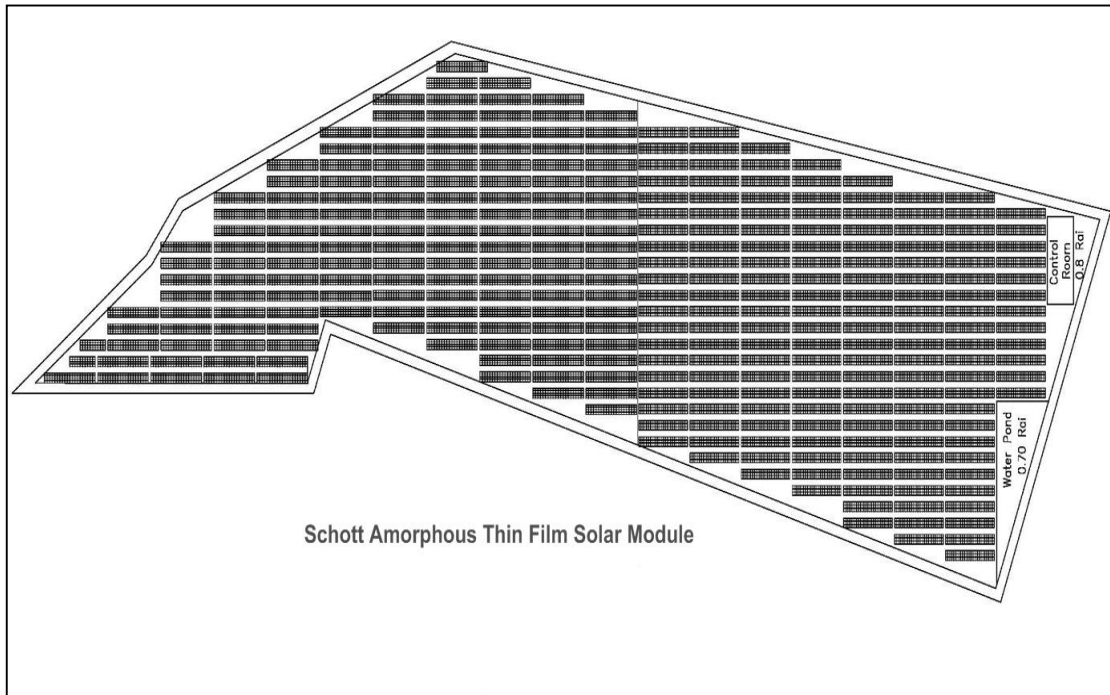 Control
Room
0.8 Rai
Water Pond
0.70 Rai
Schott Amorphous Thin Film Solar Module